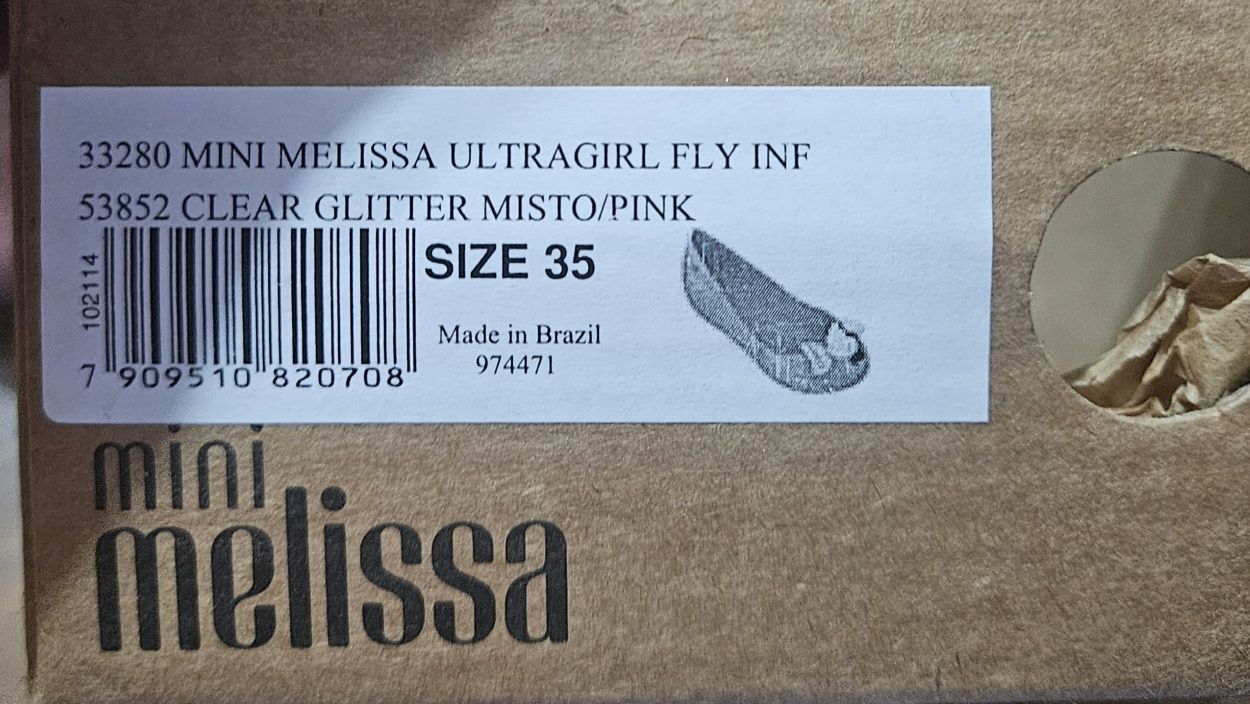 33280 MINI MELISSA ULTRAGIRL FLY INF
53852 CLEAR GLITTER MISTO/PINK
102114
SIZE 35
Made in Brazil
974471
7 909510 820708
mini
melissa